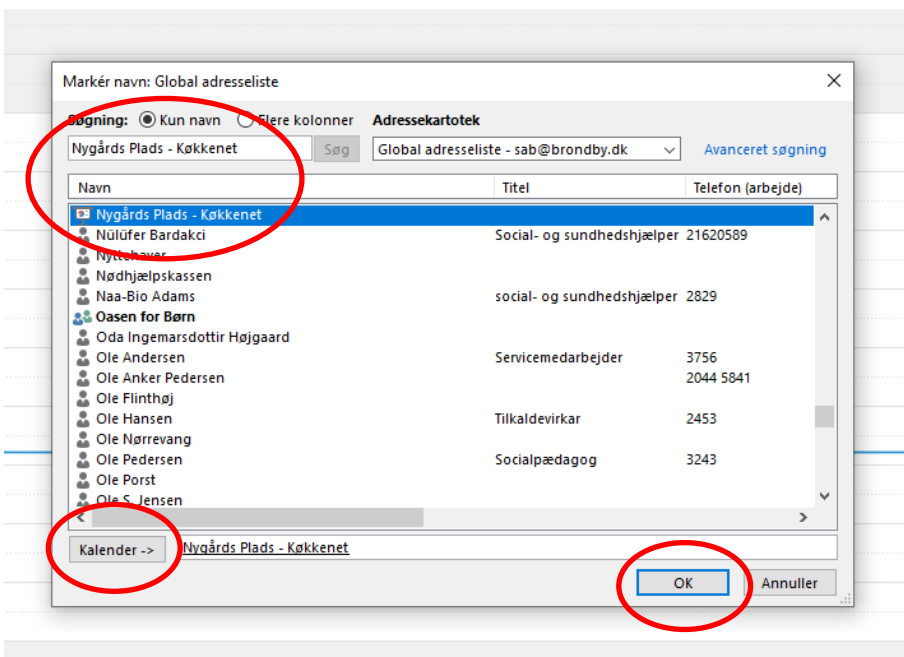 Markér navn: Global adresseliste
Søgning: Kun navn Flere kolonner Adressekartotek
Nygårds Plads - Køkkenet Søg Global adresseliste - sab@brondby.dk Avanceret søgning
Navn Titel Telefon (arbejde)
Nygårds Plads - Køkkenet
Nülüfer Bardakci Social- og sundhedshjælper 21620589
Nyttehaver
Nødhjælpskassen
Naa-Bio Adams social- og sundhedshjælper 2829
Oasen for Børn
Oda Ingemarsdottir Højgaard
Ole Andersen Servicemedarbejder 3756
Ole Anker Pedersen 2044 5841
Ole Flinthøj
Ole Hansen Tilkaldevirkar 2453
Ole Nørrevang
Ole Pedersen Socialpædagog 3243
Ole Porst
Ole S. Jensen
Kalender -> Nygårds Plads - Køkkenet
OK Annuller